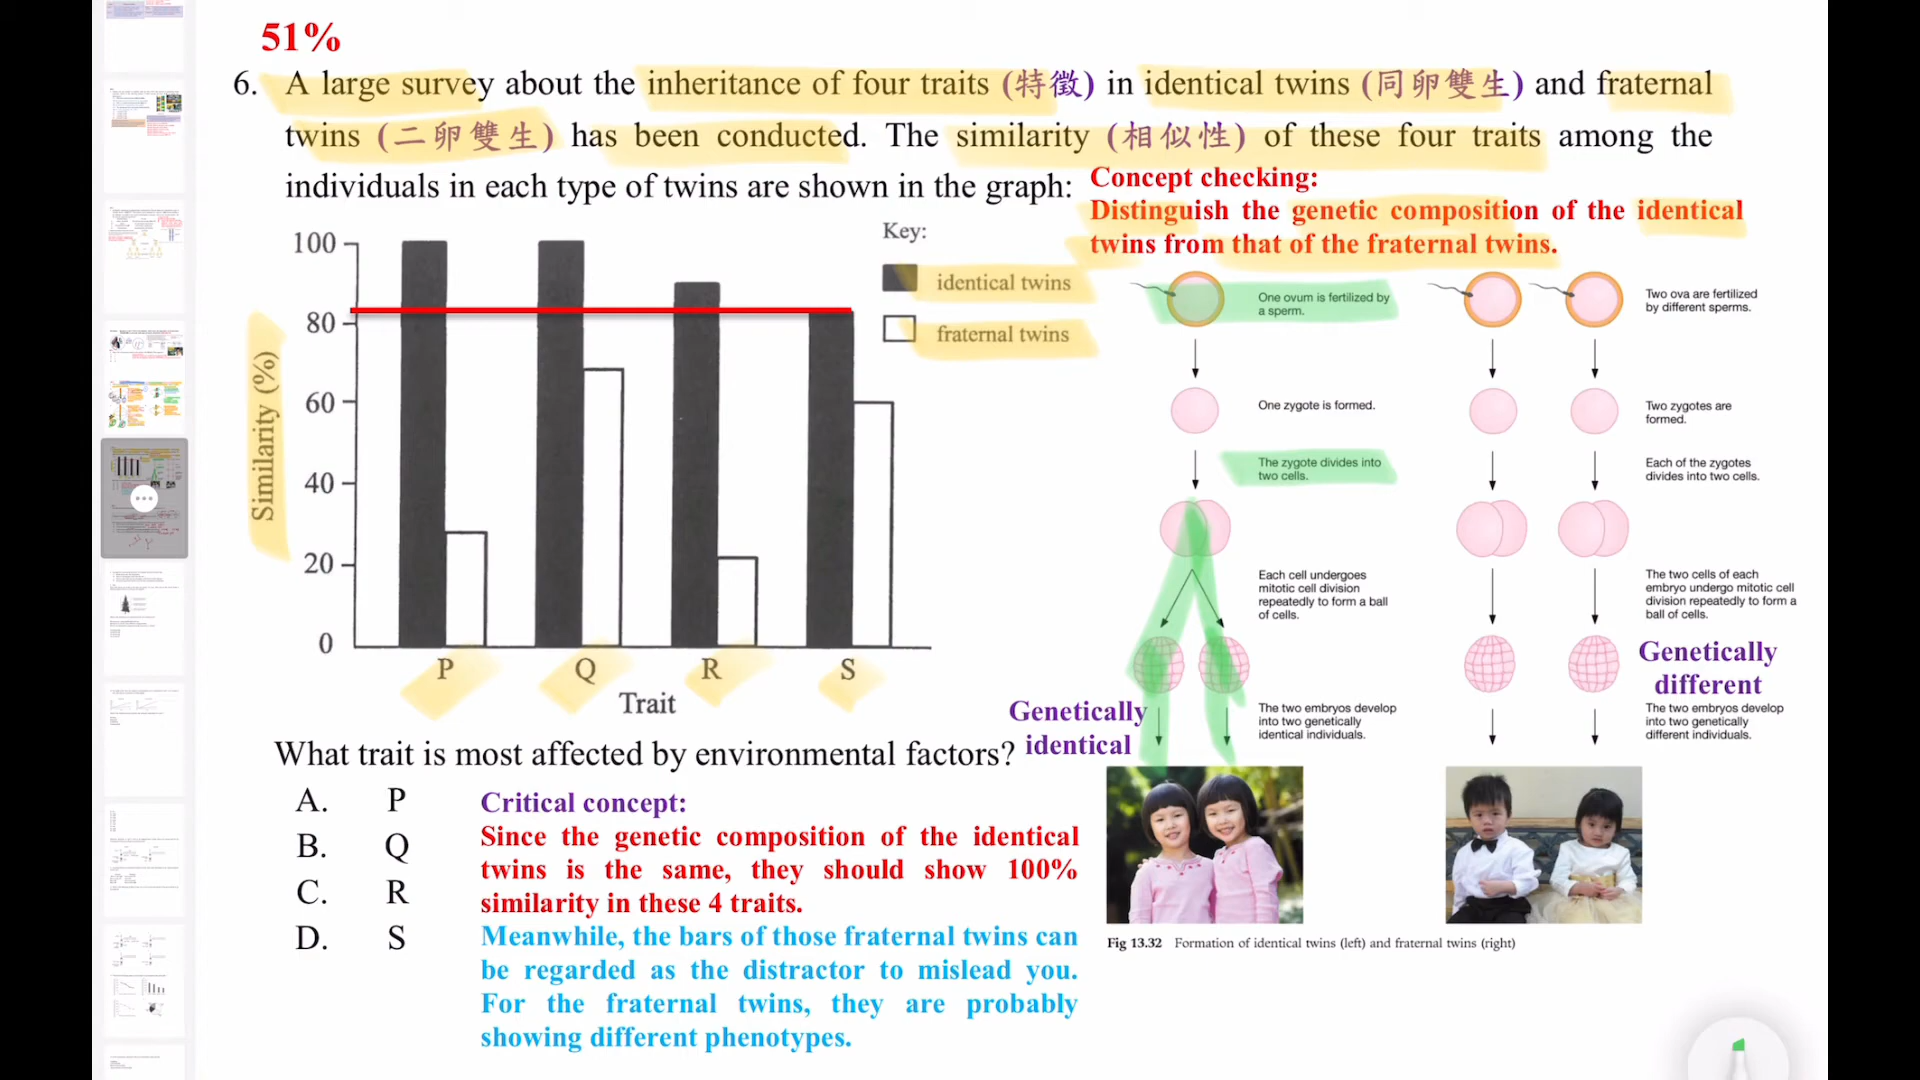 51%
6. A large survey about the inheritance of four traits (特徵) in identical twins (同卵雙生) and fraternal
twins (二卵雙生) has been conducted. The similarity (相似性) of these four traits among the
individuals in each type of twins are shown in the graph:
Concept checking:
Distinguish the genetic composition of the identical
twins from that of the fraternal twins.
Key:
identical twins
fraternal twins
Similarity (%)
100
80
60
40
20
0
P Q R S
Trait
One ovum is fertilized by
a sperm.
One zygote is formed.
The zygote divides into
two cells.
Each cell undergoes
mitotic cell division
repeatedly to form a ball
of cells.
Genetically
identical
The two embryos develop
into two genetically
identical individuals.
Two ova are fertilized
by different sperms.
Two zygotes are
formed.
Each of the zygotes
divides into two cells.
The two cells of each
embryo undergo mitotic cell
division repeatedly to form a
ball of cells.
Genetically
different
The two embryos develop
into two genetically
different individuals.
Fig 13.32 Formation of identical twins (left) and fraternal twins (right)
What trait is most affected by environmental factors?
A. P
B. Q
C. R
D. S
Critical concept:
Since the genetic composition of the identical
twins is the same, they should show 100%
similarity in these 4 traits.
Meanwhile, the bars of those fraternal twins can
be regarded as the distractor to mislead you.
For the fraternal twins, they are probably
showing different phenotypes.